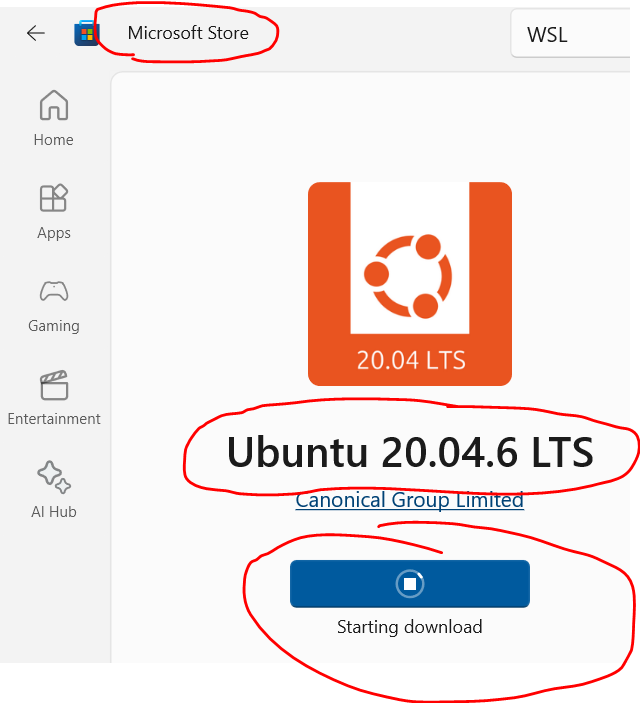 Microsoft Store
WSL
Home
Apps
Gaming
Entertainment
AI Hub
20.04 LTS
Ubuntu 20.04.6 LTS
Canonical Group Limited
Starting download